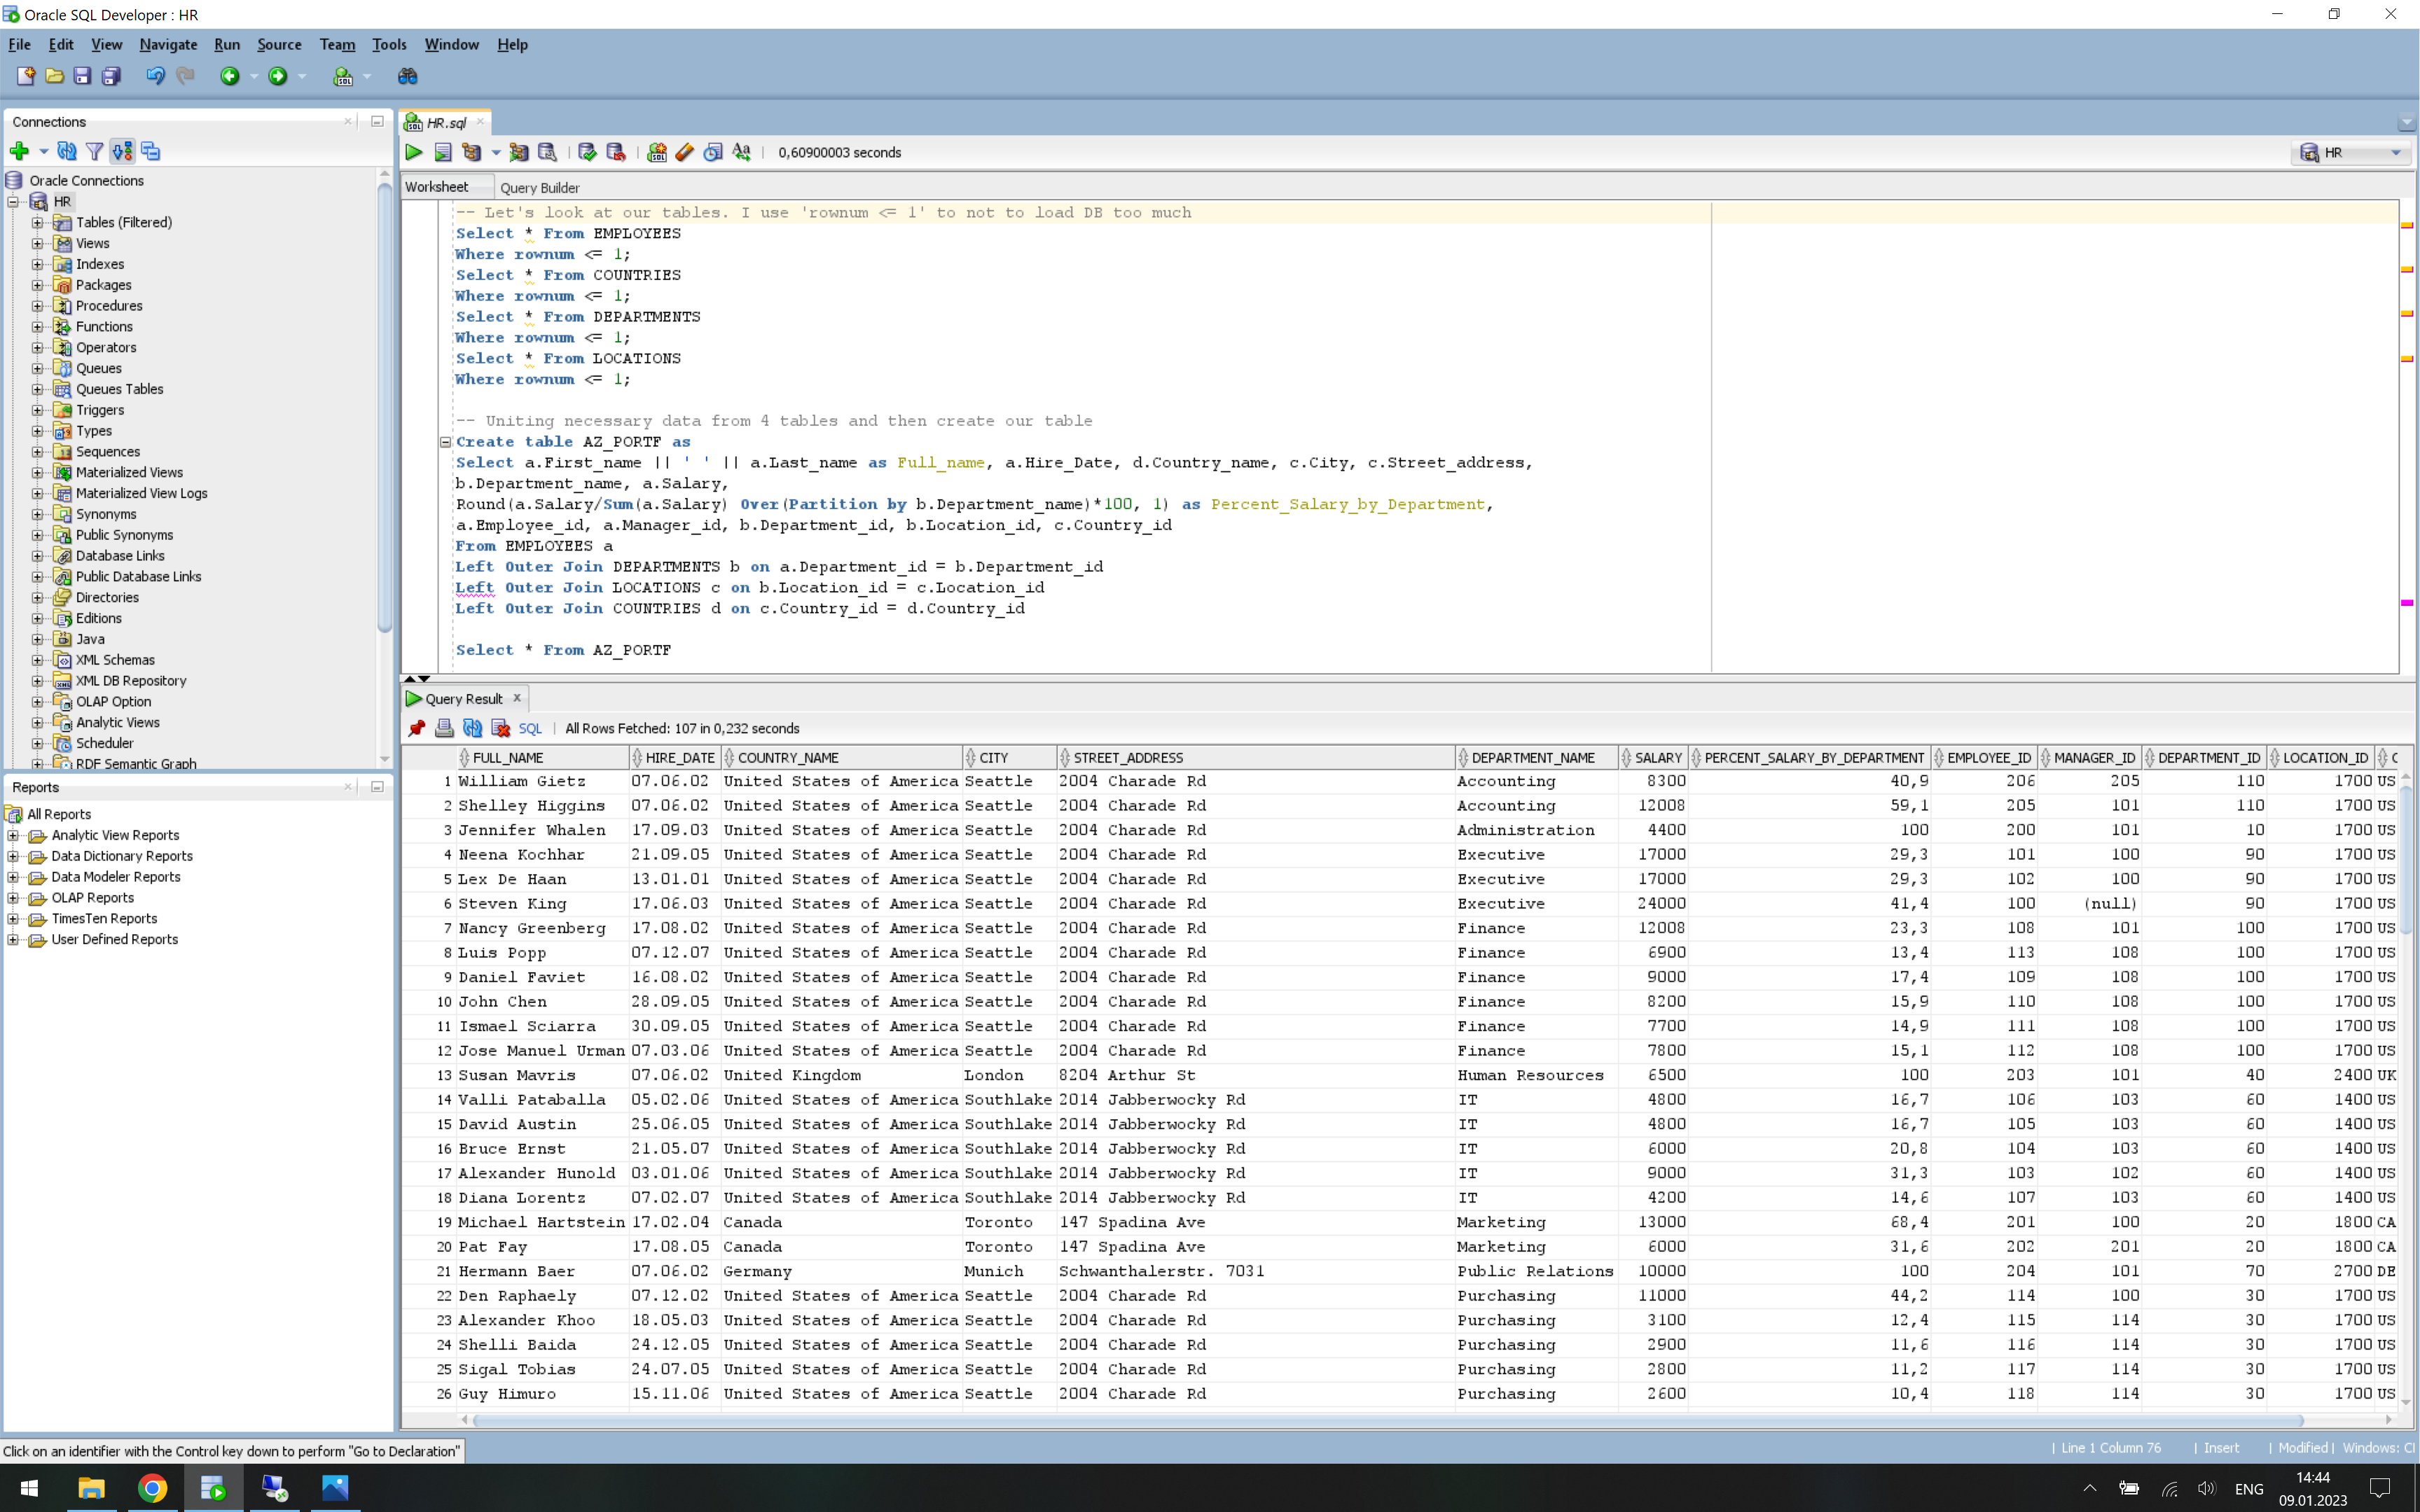 Oracle SQL Developer : HR
File Edit View Navigate Run Source Team Tools Window Help
Connections
Oracle Connections
HR
Tables (Filtered)
Views
Indexes
Packages
Procedures
Functions
Operators
Queues
Queues Tables
Triggers
Types
Sequences
Materialized Views
Materialized View Logs
Synonyms
Public Synonyms
Database Links
Public Database Links
Directories
Editions
Java
XML Schemas
XML DB Repository
OLAP Option
Analytic Views
Scheduler
RDF Semantic Graph
Reports
All Reports
Analytic View Reports
Data Dictionary Reports
Data Modeler Reports
OLAP Reports
TimesTen Reports
User Defined Reports
HR.sql
0,60900003 seconds
HR
Worksheet Query Builder
-- Let's look at our tables. I use 'rownum <= 1' to not to load DB too much
Select * From EMPLOYEES
Where rownum <= 1;
Select * From COUNTRIES
Where rownum <= 1;
Select * From DEPARTMENTS
Where rownum <= 1;
Select * From LOCATIONS
Where rownum <= 1;
-- Uniting necessary data from 4 tables and then create our table
Create table AZ_PORTF as
Select a.First_name || ' ' || a.Last_name as Full_name, a.Hire_Date, d.Country_name, c.City, c.Street_address,
b.Department_name, a.Salary,
Round(a.Salary/Sum(a.Salary) Over(Partition by b.Department_name)*100, 1) as Percent_Salary_by_Department,
a.Employee_id, a.Manager_id, b.Department_id, b.Location_id, c.Country_id
From EMPLOYEES a
Left Outer Join DEPARTMENTS b on a.Department_id = b.Department_id
Left Outer Join LOCATIONS c on b.Location_id = c.Location_id
Left Outer Join COUNTRIES d on c.Country_id = d.Country_id
Select * From AZ_PORTF
Query Result
SQL | All Rows Fetched: 107 in 0,232 seconds
FULL_NAME HIRE_DATE COUNTRY_NAME CITY STREET_ADDRESS DEPARTMENT_NAME SALARY PERCENT_SALARY_BY_DEPARTMENT EMPLOYEE_ID MANAGER_ID DEPARTMENT_ID LOCATION_ID C
1 William Gietz 07.06.02 United States of America Seattle 2004 Charade Rd Accounting 8300 40,9 206 205 110 1700 US
2 Shelley Higgins 07.06.02 United States of America Seattle 2004 Charade Rd Accounting 12008 59,1 205 101 110 1700 US
3 Jennifer Whalen 17.09.03 United States of America Seattle 2004 Charade Rd Administration 4400 100 200 101 10 1700 US
4 Neena Kochhar 21.09.05 United States of America Seattle 2004 Charade Rd Executive 17000 29,3 101 100 90 1700 US
5 Lex De Haan 13.01.01 United States of America Seattle 2004 Charade Rd Executive 17000 29,3 102 100 90 1700 US
6 Steven King 17.06.03 United States of America Seattle 2004 Charade Rd Executive 24000 41,4 100 (null) 90 1700 US
7 Nancy Greenberg 17.08.02 United States of America Seattle 2004 Charade Rd Finance 12008 23,3 108 101 100 1700 US
8 Luis Popp 07.12.07 United States of America Seattle 2004 Charade Rd Finance 6900 13,4 113 108 100 1700 US
9 Daniel Faviet 16.08.02 United States of America Seattle 2004 Charade Rd Finance 9000 17,4 109 108 100 1700 US
10 John Chen 28.09.05 United States of America Seattle 2004 Charade Rd Finance 8200 15,9 110 108 100 1700 US
11 Ismael Sciarra 30.09.05 United States of America Seattle 2004 Charade Rd Finance 7700 14,9 111 108 100 1700 US
12 Jose Manuel Urman 07.03.06 United States of America Seattle 2004 Charade Rd Finance 7800 15,1 112 108 100 1700 US
13 Susan Mavris 07.06.02 United Kingdom London 8204 Arthur St Human Resources 6500 100 203 101 40 2400 UK
14 Valli Pataballa 05.02.06 United States of America Southlake 2014 Jabberwocky Rd IT 4800 16,7 106 103 60 1400 US
15 David Austin 25.06.05 United States of America Southlake 2014 Jabberwocky Rd IT 4800 16,7 105 103 60 1400 US
16 Bruce Ernst 21.05.07 United States of America Southlake 2014 Jabberwocky Rd IT 6000 20,8 104 103 60 1400 US
17 Alexander Hunold 03.01.06 United States of America Southlake 2014 Jabberwocky Rd IT 9000 31,3 103 102 60 1400 US
18 Diana Lorentz 07.02.07 United States of America Southlake 2014 Jabberwocky Rd IT 4200 14,6 107 103 60 1400 US
19 Michael Hartstein 17.02.04 Canada Toronto 147 Spadina Ave Marketing 13000 68,4 201 100 20 1800 CA
20 Pat Fay 17.08.05 Canada Toronto 147 Spadina Ave Marketing 6000 31,6 202 201 20 1800 CA
21 Hermann Baer 07.06.02 Germany Munich Schwanthalerstr. 7031 Public Relations 10000 100 204 101 70 2700 DE
22 Den Raphaely 07.12.02 United States of America Seattle 2004 Charade Rd Purchasing 11000 44,2 114 100 30 1700 US
23 Alexander Khoo 18.05.03 United States of America Seattle 2004 Charade Rd Purchasing 3100 12,4 115 114 30 1700 US
24 Shelli Baida 24.12.05 United States of America Seattle 2004 Charade Rd Purchasing 2900 11,6 116 114 30 1700 US
25 Sigal Tobias 24.07.05 United States of America Seattle 2004 Charade Rd Purchasing 2800 11,2 117 114 30 1700 US
26 Guy Himuro 15.11.06 United States of America Seattle 2004 Charade Rd Purchasing 2600 10,4 118 114 30 1700 US
Click on an identifier with the Control key down to perform "Go to Declaration"
| Line 1 Column 76 | Insert | Modified | Windows: Cl
ENG 14:44
09.01.2023